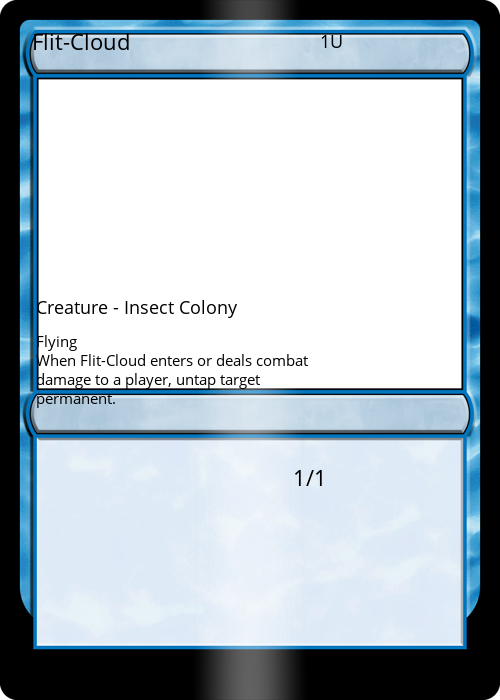 Flit-Cloud 1U
Creature - Insect Colony
Flying
When Flit-Cloud enters or deals combat
damage to a player, untap target
permanent.
1/1